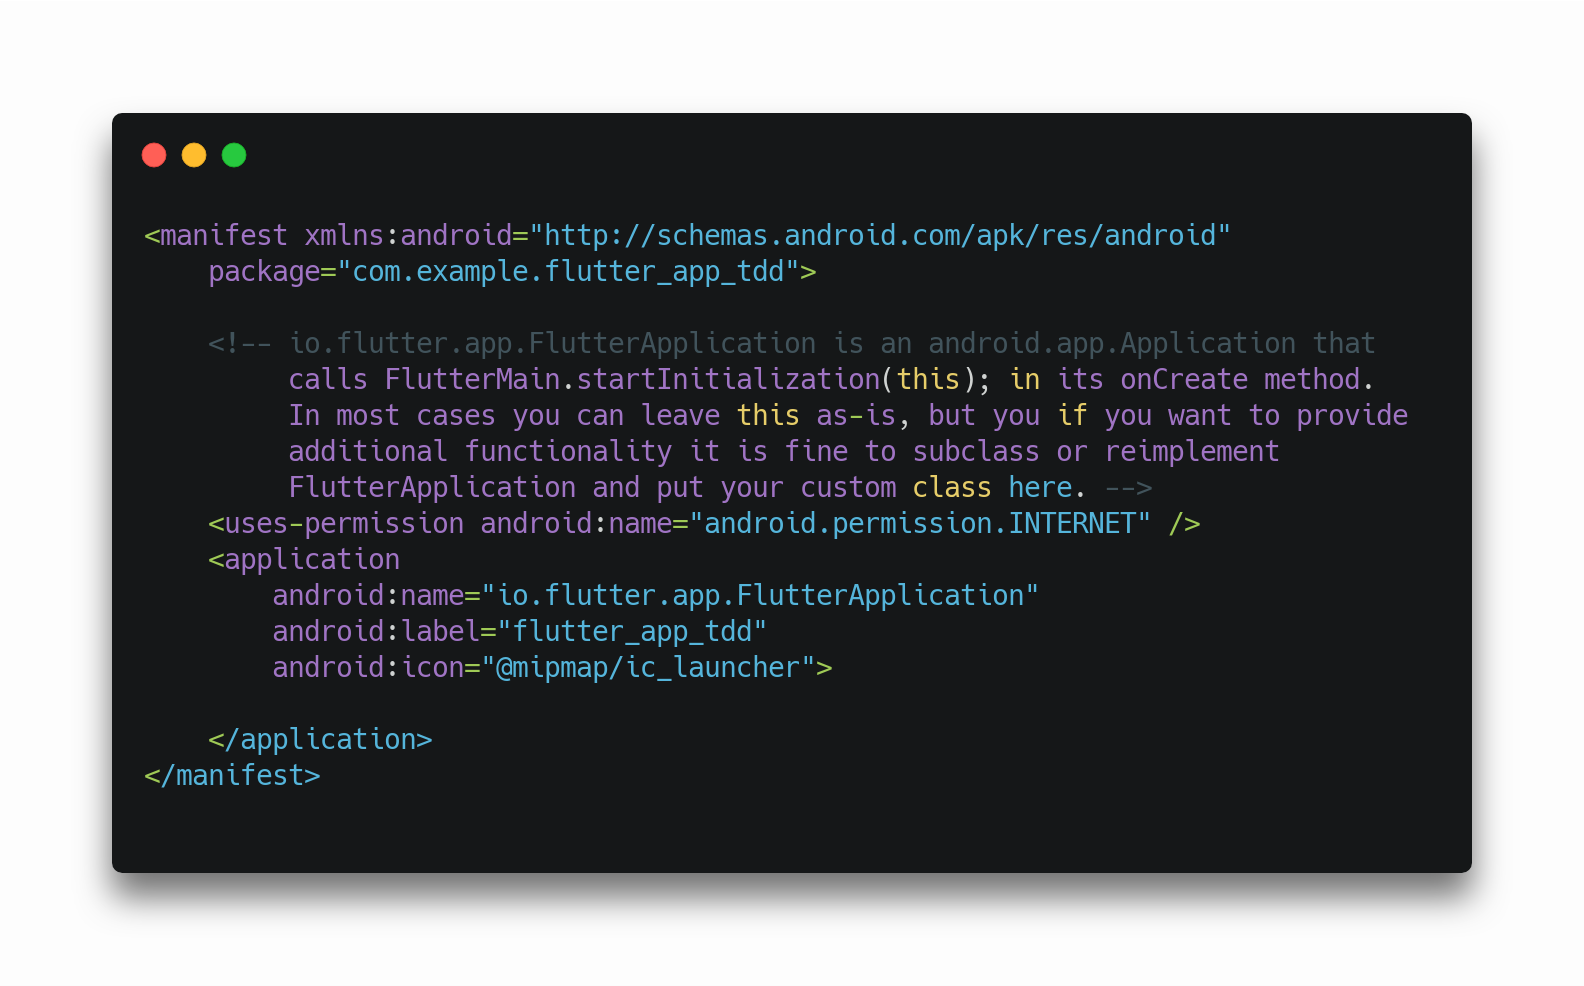 <manifest xmlns:android="http://schemas.android.com/apk/res/android"
    package="com.example.flutter_app_tdd">

    <!-- io.flutter.app.FlutterApplication is an android.app.Application that
         calls FlutterMain.startInitialization(this); in its onCreate method.
         In most cases you can leave this as-is, but you if you want to provide
         additional functionality it is fine to subclass or reimplement
         FlutterApplication and put your custom class here. -->
    <uses-permission android:name="android.permission.INTERNET" />
    <application
        android:name="io.flutter.app.FlutterApplication"
        android:label="flutter_app_tdd"
        android:icon="@mipmap/ic_launcher">

    </application>
</manifest>